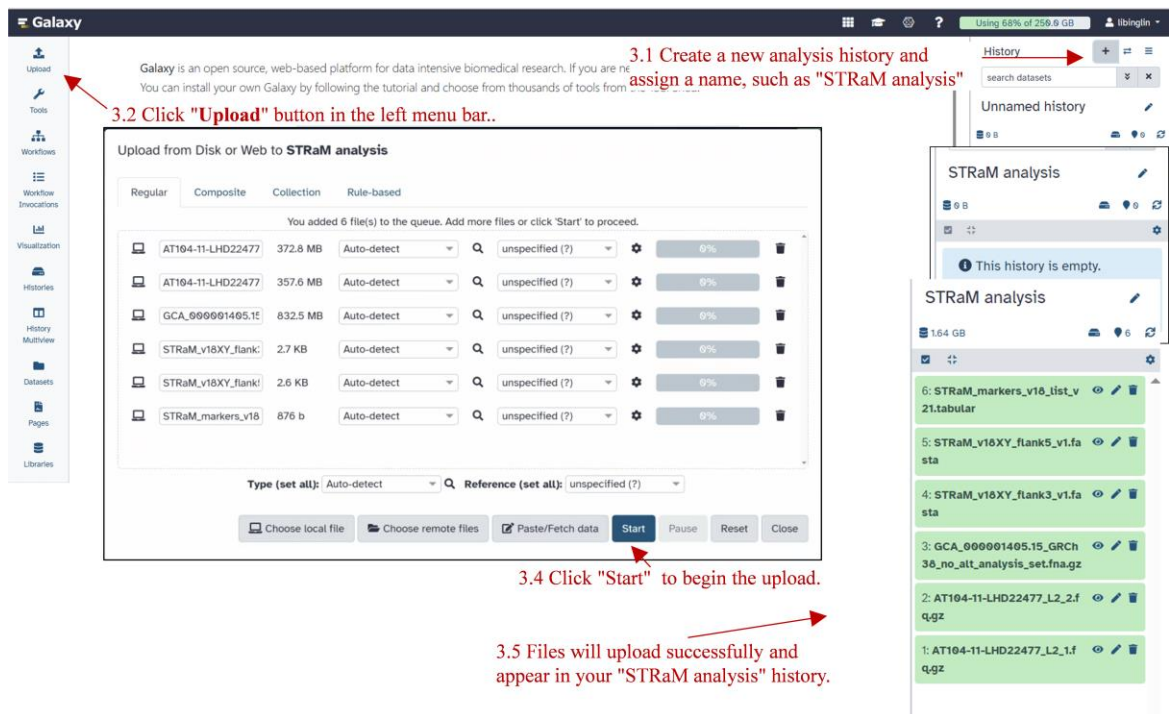 Galaxy
?
Using 68% of 250.0 GB
libinglin
Upload
Tools
Workflows
Workflow
Invocations
Visualization
Histories
History
Multiview
Datasets
Pages
Libraries
Galaxy is an open source, web-based platform for data intensive biomedical research. If you are ne
You can install your own Galaxy by following the tutorial and choose from thousands of tools from
3.1 Create a new analysis history and
assign a name, such as "STRaM analysis"
3.2 Click "Upload" button in the left menu bar..
History
search datasets
Unnamed history
0 B
0
Upload from Disk or Web to STRaM analysis
Regular Composite Collection Rule-based
You added 6 file(s) to the queue. Add more files or click 'Start' to proceed.
AT104-11-LHD22477 372.8 MB Auto-detect unspecified (?) 0%
AT104-11-LHD22477 357.6 MB Auto-detect unspecified (?) 0%
GCA_000001405.15 832.5 MB Auto-detect unspecified (?) 0%
STRaM_v18XY_flank 2.7 KB Auto-detect unspecified (?) 0%
STRaM_v18XY_flank 2.6 KB Auto-detect unspecified (?) 0%
STRaM_markers_v18 876 b Auto-detect unspecified (?) 0%
Type (set all): Auto-detect Reference (set all): unspecified (?)
Choose local file Choose remote files Paste/Fetch data Start Pause Reset Close
3.4 Click "Start" to begin the upload.
3.5 Files will upload successfully and
appear in your "STRaM analysis" history.
STRaM analysis
0 B
0
This history is empty.
STRaM analysis
1.64 GB
6
6: STRaM_markers_v18_list_v
21.tabular
5: STRaM_v18XY_flank5_v1.fa
sta
4: STRaM_v18XY_flank3_v1.fa
sta
3: GCA_000001405.15_GRCh
38_no_alt_analysis_set.fna.gz
2: AT104-11-LHD22477_L2_2.f
q.gz
1: AT104-11-LHD22477_L2_1.f
q.gz